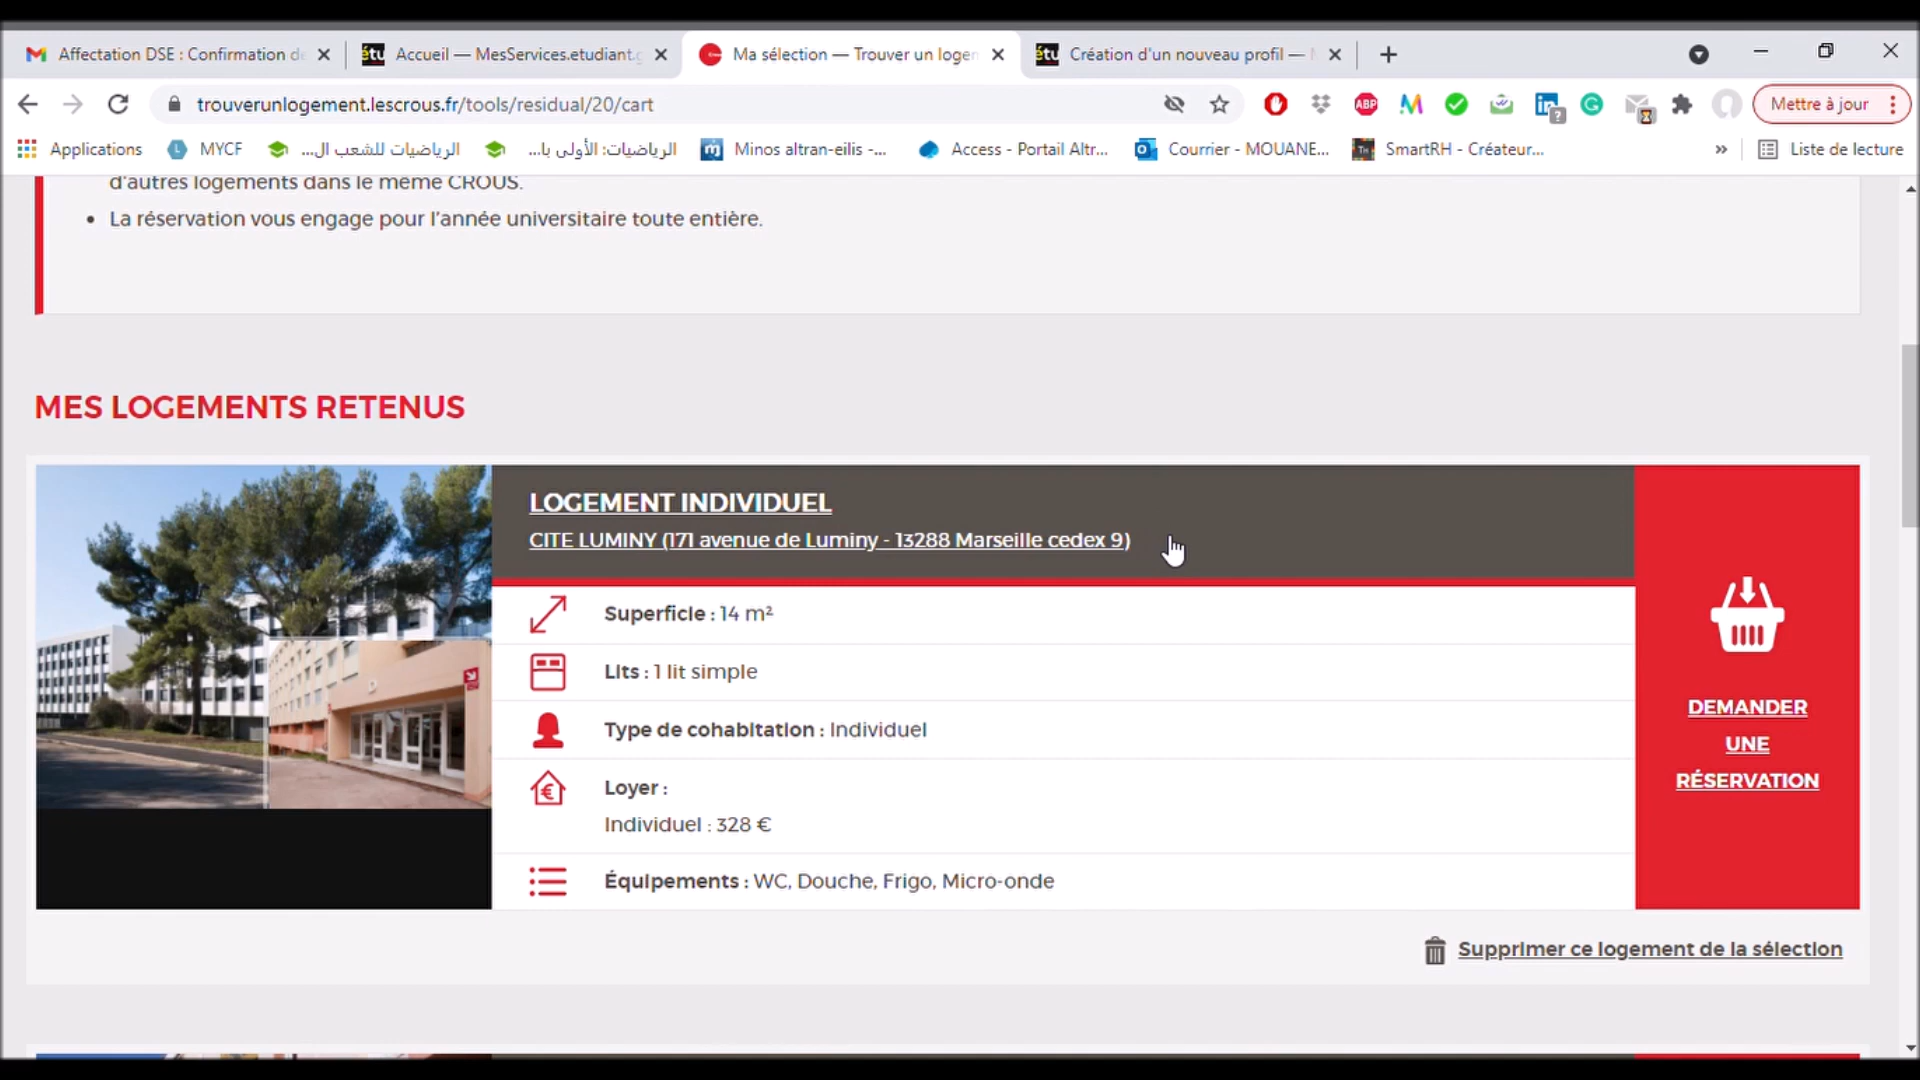 Affectation DSE : Confirmation de
Accueil — MesServices.etudiant.g
Ma sélection — Trouver un logen
Création d'un nouveau profil —
trouverunlogement.lescrous.fr/tools/residual/20/cart
ABP
Mettre à jour
Applications
MYCF
الرياضيات للشعب ال...
الرياضيات: الأولى با...
Minos altran-eilis -...
Access - Portail Altr...
Courrier - MOUANE...
SmartRH - Créateur...
»
Liste de lecture
d'autres logements dans le même CROUS.
• La réservation vous engage pour l'année universitaire toute entière.
MES LOGEMENTS RETENUS
LOGEMENT INDIVIDUEL
CITE LUMINY (171 avenue de Luminy - 13288 Marseille cedex 9)
Superficie : 14 m²
Lits : 1 lit simple
Type de cohabitation : Individuel
Loyer :
Individuel : 328 €
Équipements : WC, Douche, Frigo, Micro-onde
DEMANDER
UNE
RÉSERVATION
Supprimer ce logement de la sélection